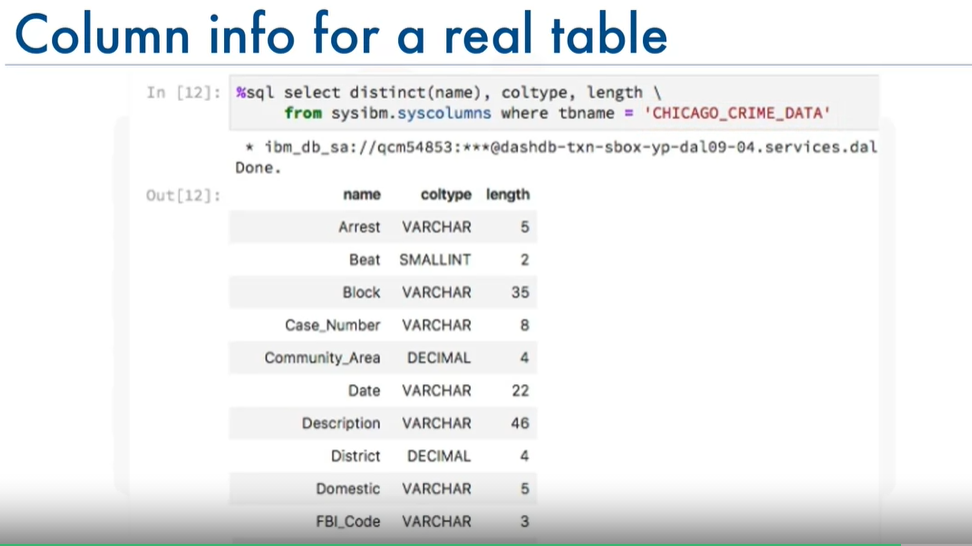 Column info for a real table
In [12]: %sql select distinct(name), coltype, length \
from sysibm.syscolumns where tbname = 'CHICAGO_CRIME_DATA'
* ibm_db_sa://qcm54853:***@dashdb-txn-sbox-yp-dal09-04.services.dal
Done.
Out[12]: name coltype length
Arrest VARCHAR 5
Beat SMALLINT 2
Block VARCHAR 35
Case_Number VARCHAR 8
Community_Area DECIMAL 4
Date VARCHAR 22
Description VARCHAR 46
District DECIMAL 4
Domestic VARCHAR 5
FBI_Code VARCHAR 3